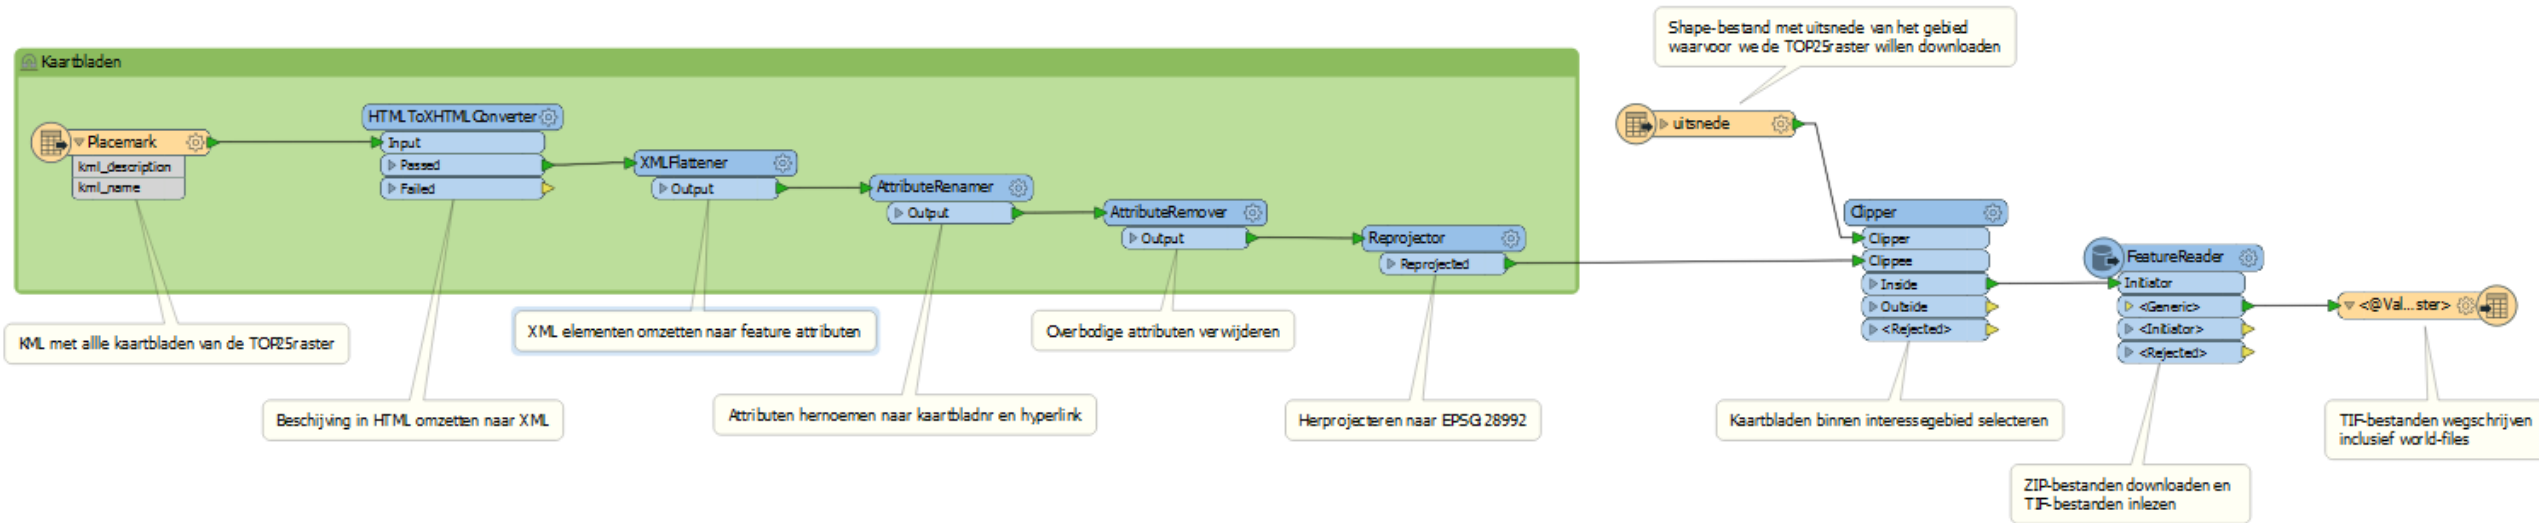 Kaartbladen
Placemark
kml_description
kml_name
HTMLToXHTMLConverter
Input
Passed
Failed
XMLFlattener
Output
AttributeRenamer
Output
AttributeRemover
Output
Reprojector
Reprojected
KML met allle kaartbladen van de TOP25raster
Beschijving in HTML omzetten naar XML
XML elementen omzetten naar feature attributen
Attributen hernoemen naar kaartbladnr en hyperlink
Overbodige attributen verwijderen
Herprojecteren naar EPSG:28992
Shape-bestand met uitsnede van het gebied
waarvoor we de TOP25raster willen downloaden
uitsnede
Clipper
Clipper
Clippee
Inside
Outside
<Rejected>
Kaartbladen binnen interessegebied selecteren
FeatureReader
Initiator
<Generic>
<Initiator>
<Rejected>
ZIP-bestanden downloaden en
TIF-bestanden inlezen
<@Val...ster>
TIF-bestanden wegschrijven
inclusief world-files